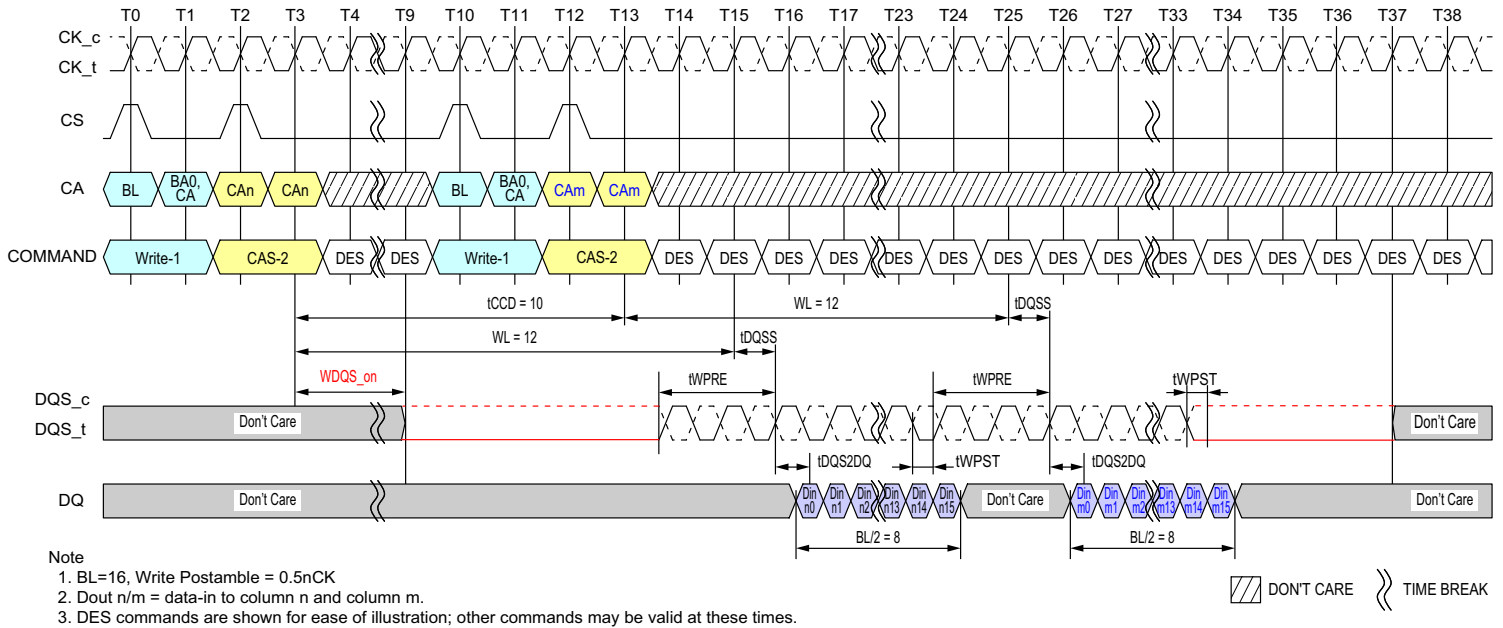 T0 T1 T2 T3 T4 T9 T10 T11 T12 T13 T14 T15 T16 T17 T23 T24 T25 T26 T27 T33 T34 T35 T36 T37 T38
CK_c
CK_t
CS
CA BL BA0, CA CAn CAn BL BA0, CA CAm CAm
COMMAND Write-1 CAS-2 DES DES Write-1 CAS-2 DES DES DES DES DES DES DES DES DES DES DES DES DES DES DES
tCCD = 10 WL = 12 tDQSS
WL = 12 tDQSS
WDQS_on tWPRE tWPRE tWPST
DQS_c
DQS_t Don't Care Don't Care
tDQS2DQ tWPST tDQS2DQ
DQ Don't Care Din n0 Din n1 Din n2 Din n13 Din n14 Din n15 Don't Care Din m0 Din m1 Din m2 Din m13 Din m14 Din m15 Don't Care
BL/2 = 8 BL/2 = 8
Note
1. BL=16, Write Postamble = 0.5nCK
2. Dout n/m = data-in to column n and column m.
3. DES commands are shown for ease of illustration; other commands may be valid at these times.
DON'T CARE TIME BREAK